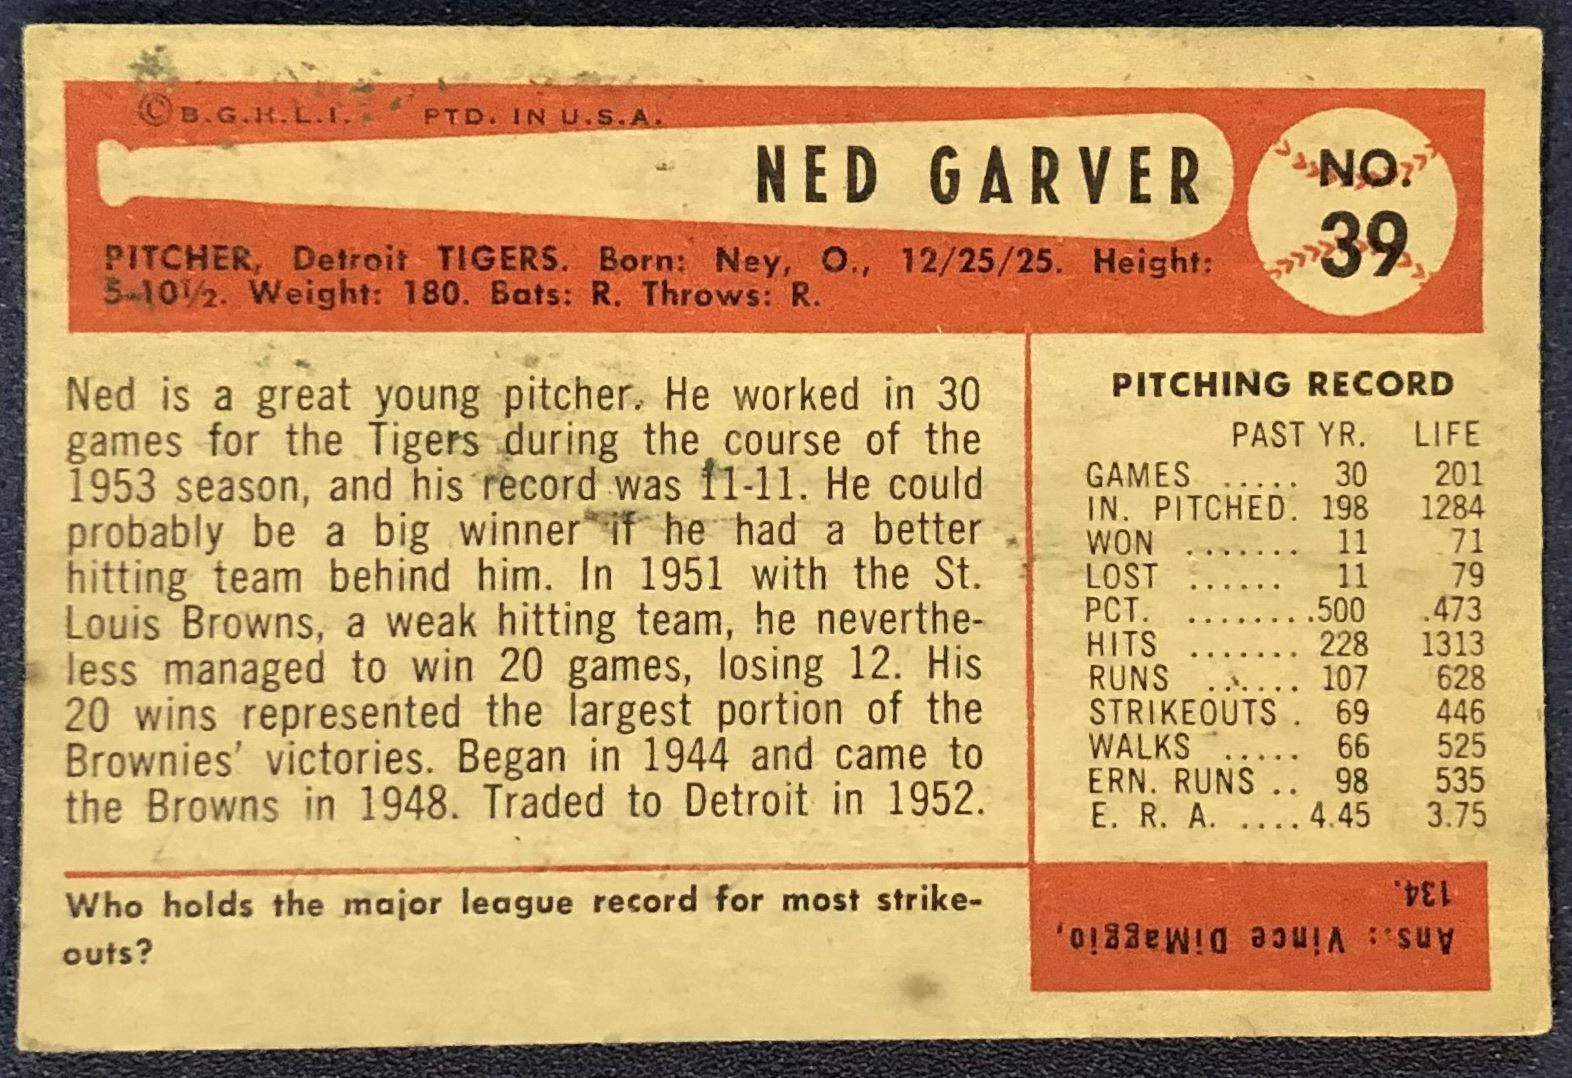 © B.G.H.L.I. PTD. IN U.S.A.
NED GARVER
NO.
39
PITCHER, Detroit TIGERS. Born: Ney, O., 12/25/25. Height:
5-10½. Weight: 180. Bats: R. Throws: R.
Ned is a great young pitcher. He worked in 30
games for the Tigers during the course of the
1953 season, and his record was 11-11. He could
probably be a big winner if he had a better
hitting team behind him. In 1951 with the St.
Louis Browns, a weak hitting team, he neverthe-
less managed to win 20 games, losing 12. His
20 wins represented the largest portion of the
Brownies' victories. Began in 1944 and came to
the Browns in 1948. Traded to Detroit in 1952.
PITCHING RECORD
PAST YR. LIFE
GAMES ..... 30 201
IN. PITCHED. 198 1284
WON ....... 11 71
LOST ...... 11 79
PCT. ........500 .473
HITS ....... 228 1313
RUNS ...... 107 628
STRIKEOUTS . 69 446
WALKS ..... 66 525
ERN. RUNS .. 98 535
E. R. A. ....4.45 3.75
Who holds the major league record for most strike-
outs?
Ans.: Vince DiMaggio,
134.